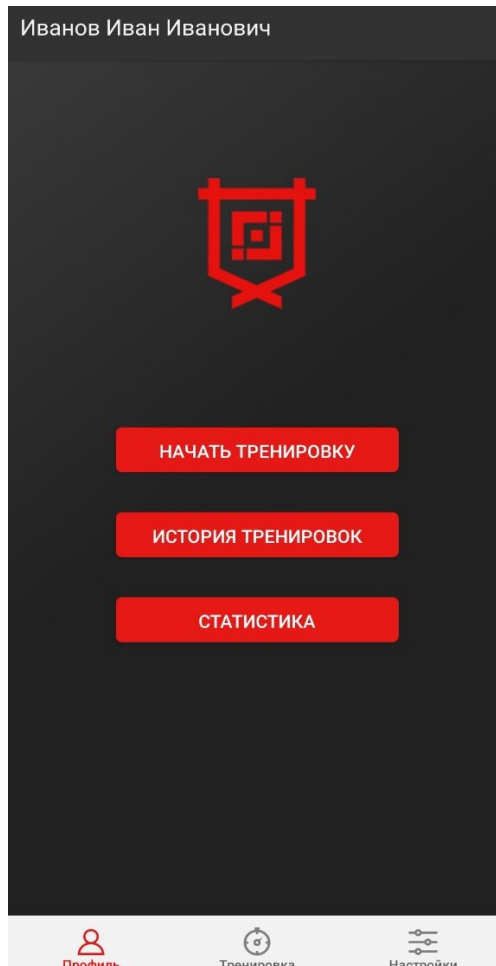 Иванов Иван Иванович
НАЧАТЬ ТРЕНИРОВКУ
ИСТОРИЯ ТРЕНИРОВОК
СТАТИСТИКА
Профиль Тренировка Настройки